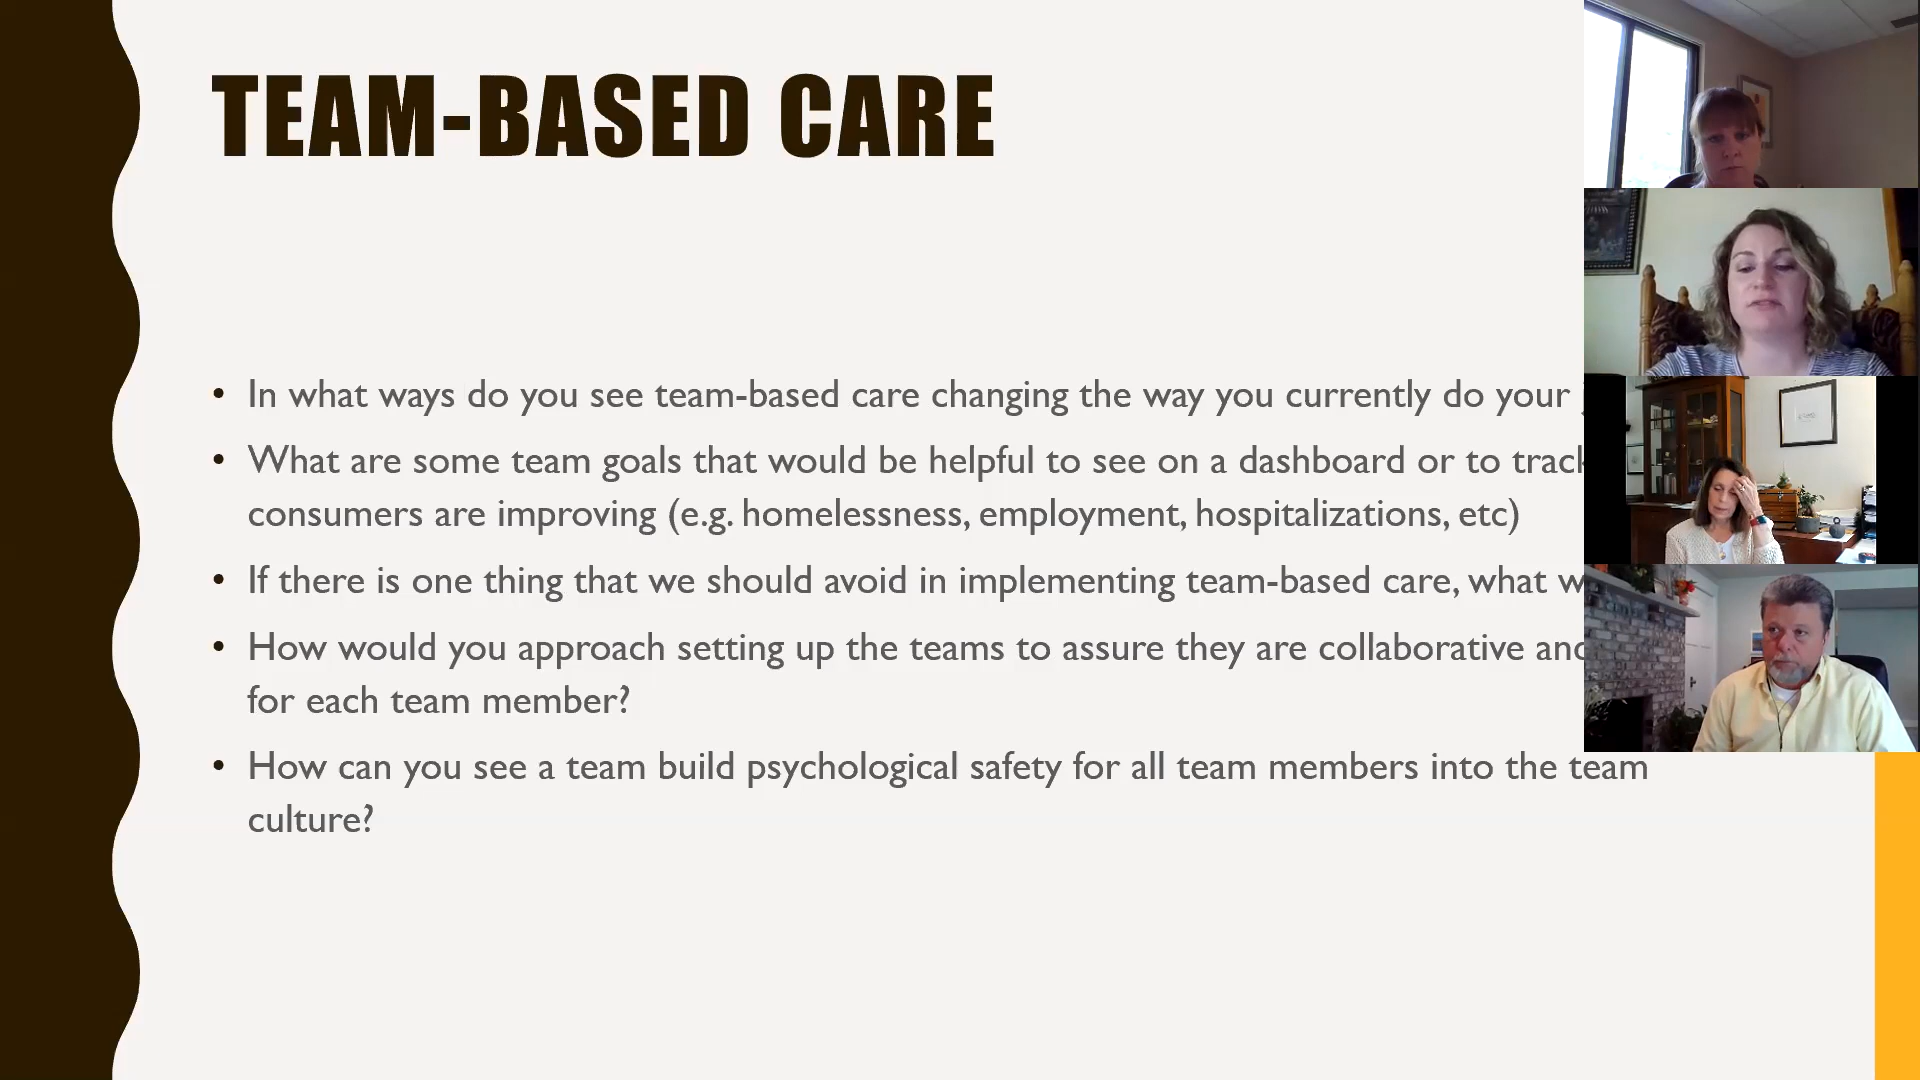 TEAM-BASED CARE
• In what ways do you see team-based care changing the way you currently do your
• What are some team goals that would be helpful to see on a dashboard or to track
consumers are improving (e.g. homelessness, employment, hospitalizations, etc)
• If there is one thing that we should avoid in implementing team-based care, what
• How would you approach setting up the teams to assure they are collaborative and
for each team member?
• How can you see a team build psychological safety for all team members into the team
culture?